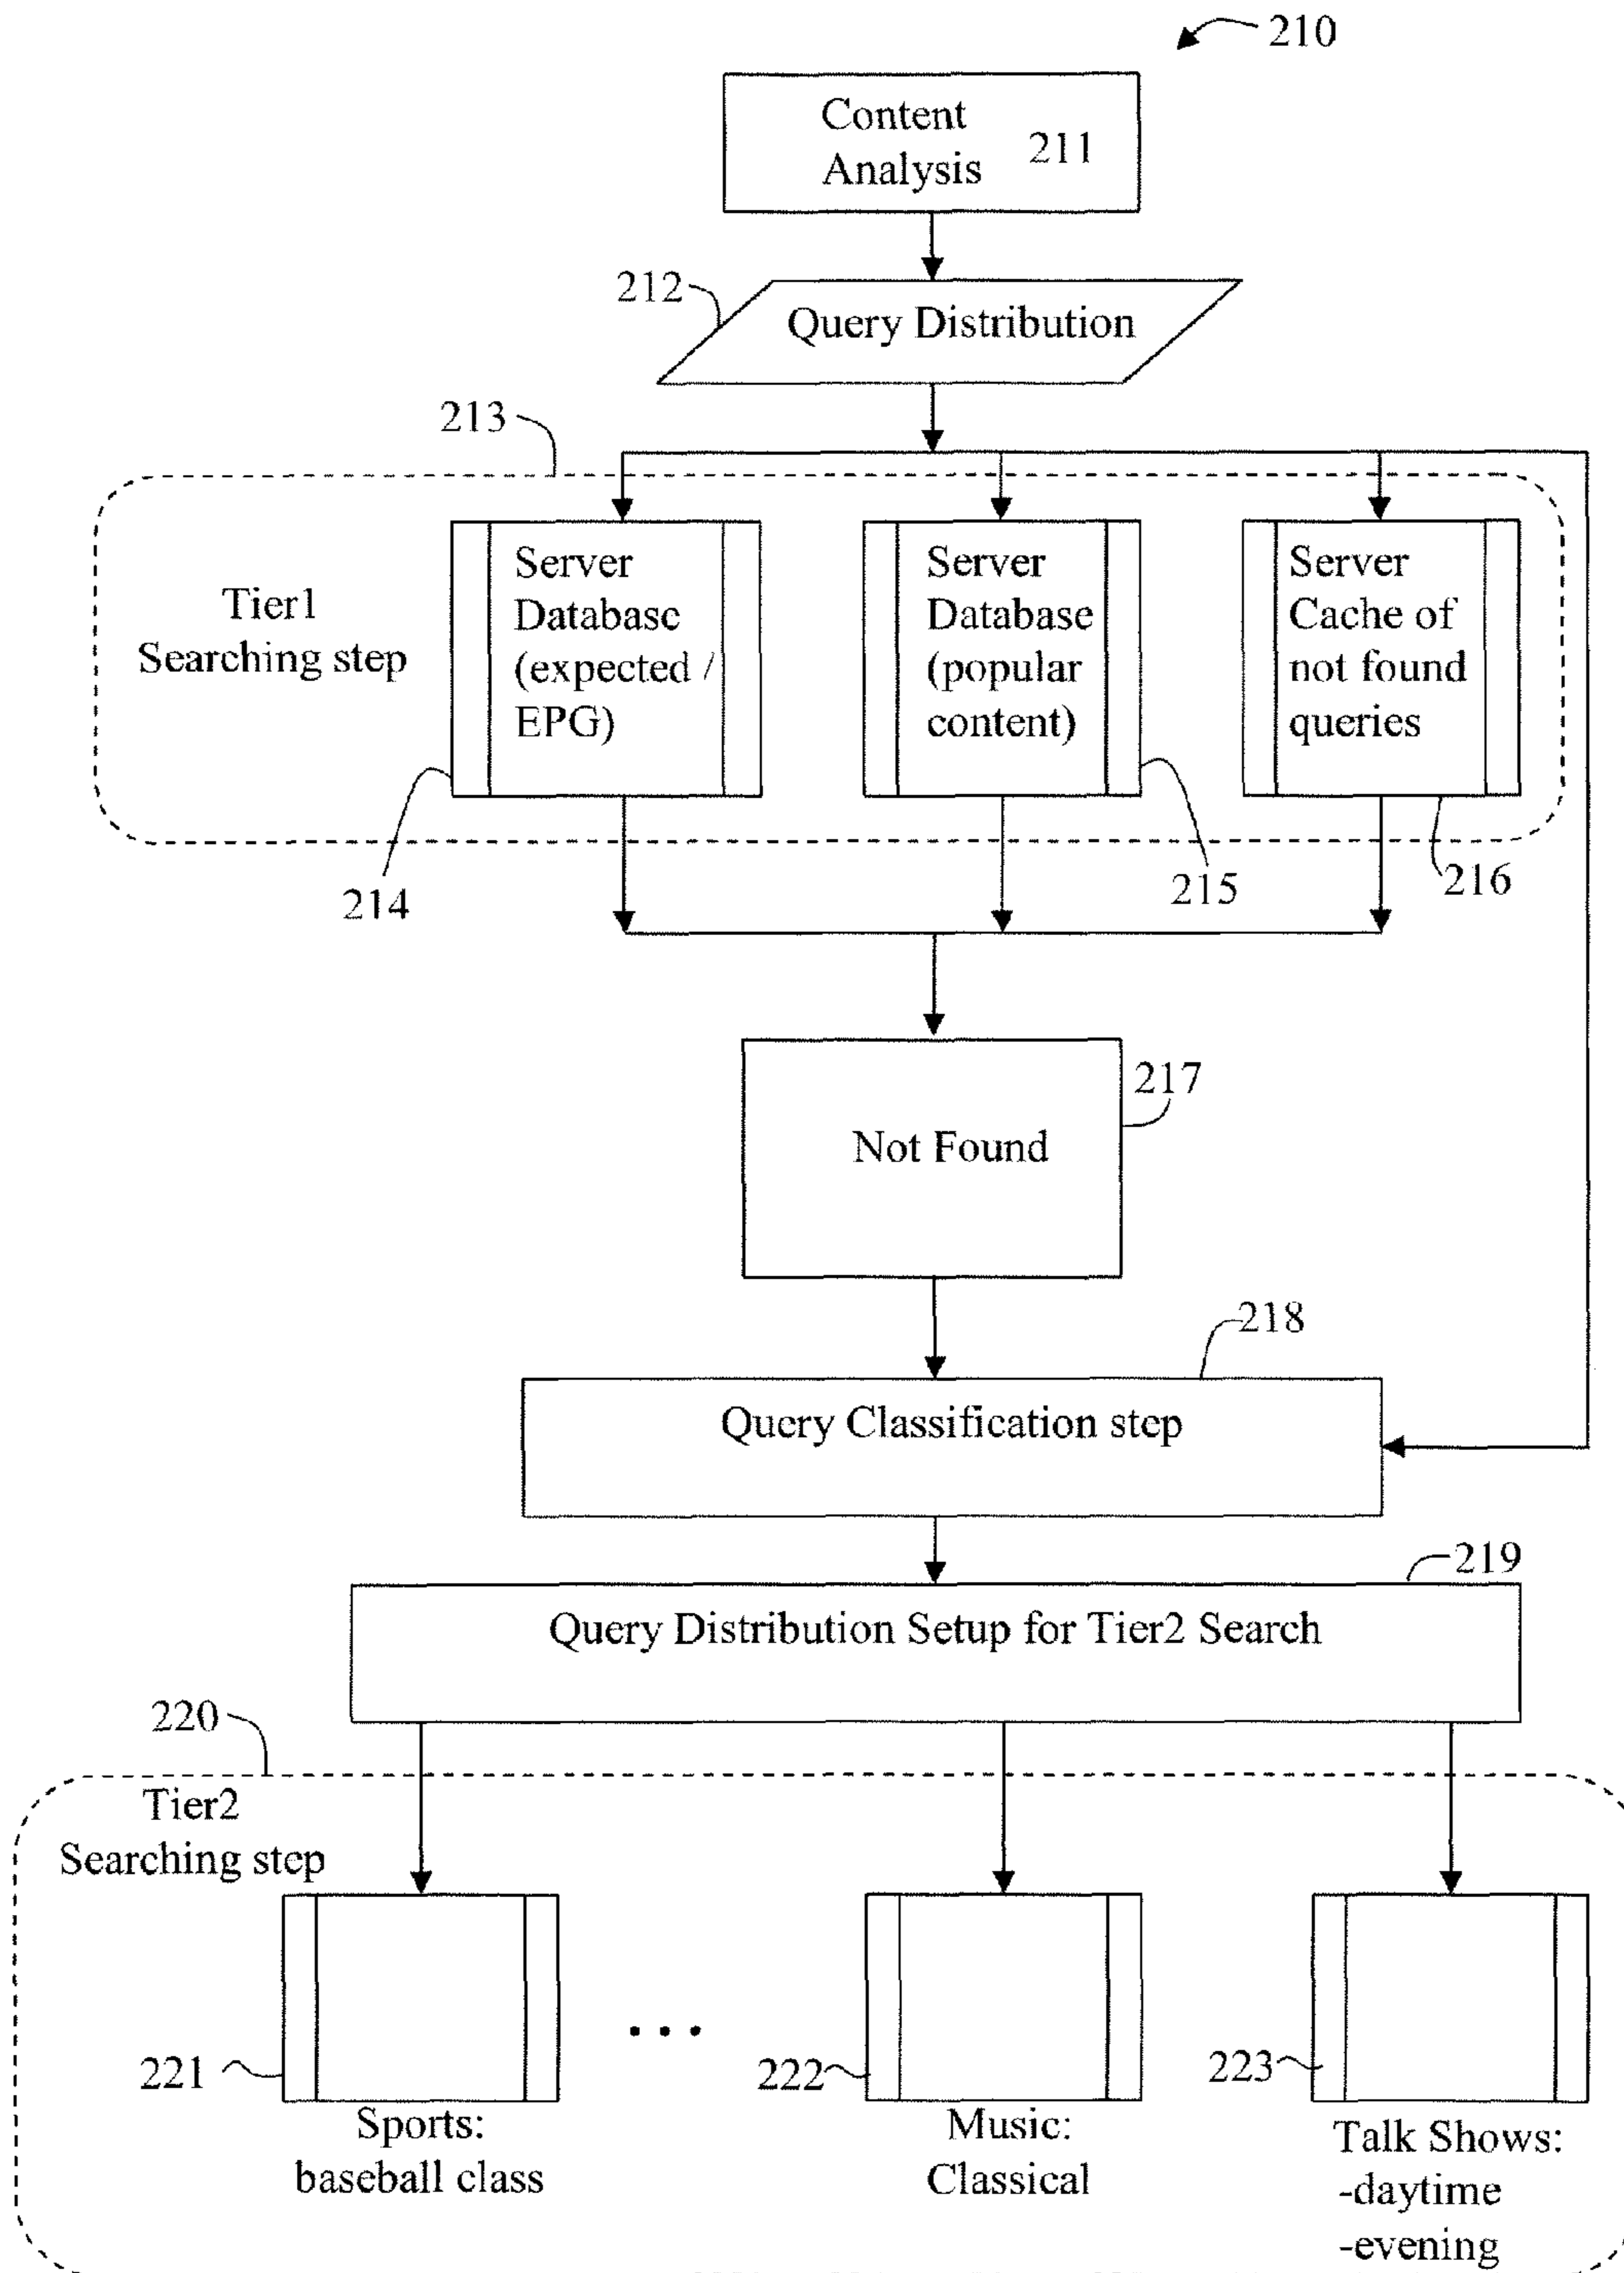 210
Content
Analysis 211
212
Query Distribution
213
Tier1
Searching step
Server
Database
(expected /
EPG)
Server
Database
(popular
content)
Server
Cache of
not found
queries
214
215
216
217
Not Found
218
Query Classification step
219
Query Distribution Setup for Tier2 Search
220
Tier2
Searching step
221
...
222
223
Sports:
baseball class
Music:
Classical
Talk Shows:
-daytime
-evening